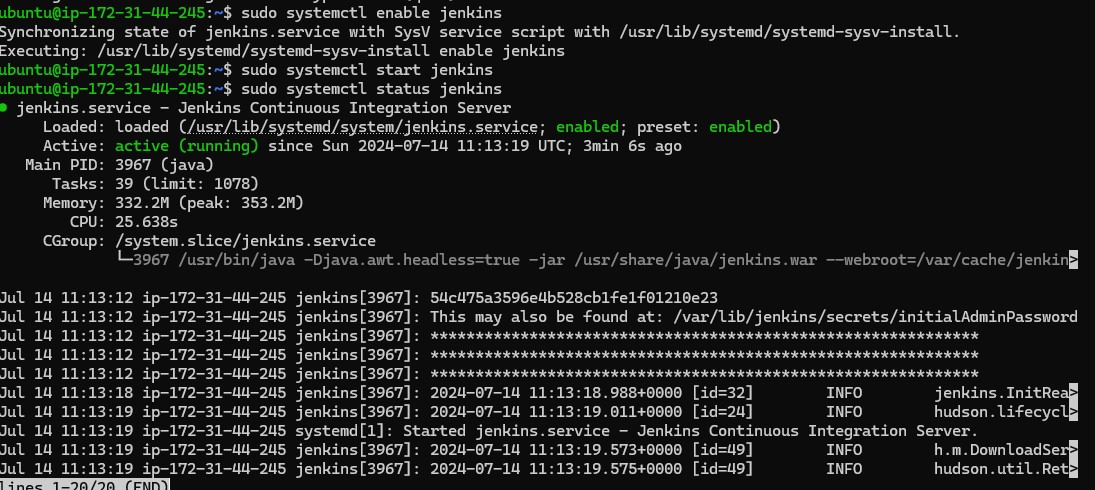 ubuntu@ip-172-31-44-245:~$ sudo systemctl enable jenkins
Synchronizing state of jenkins.service with SysV service script with /usr/lib/systemd/systemd-sysv-install.
Executing: /usr/lib/systemd/systemd-sysv-install enable jenkins
ubuntu@ip-172-31-44-245:~$ sudo systemctl start jenkins
ubuntu@ip-172-31-44-245:~$ sudo systemctl status jenkins
● jenkins.service - Jenkins Continuous Integration Server
     Loaded: loaded (/usr/lib/systemd/system/jenkins.service; enabled; preset: enabled)
     Active: active (running) since Sun 2024-07-14 11:13:19 UTC; 3min 6s ago
   Main PID: 3967 (java)
      Tasks: 39 (limit: 1078)
     Memory: 332.2M (peak: 353.2M)
        CPU: 25.638s
     CGroup: /system.slice/jenkins.service
             └─3967 /usr/bin/java -Djava.awt.headless=true -jar /usr/share/java/jenkins.war --webroot=/var/cache/jenkin>
Jul 14 11:13:12 ip-172-31-44-245 jenkins[3967]: 54c475a3596e4b528cb1fe1f01210e23
Jul 14 11:13:12 ip-172-31-44-245 jenkins[3967]: This may also be found at: /var/lib/jenkins/secrets/initialAdminPassword
Jul 14 11:13:12 ip-172-31-44-245 jenkins[3967]: *************************************************************
Jul 14 11:13:12 ip-172-31-44-245 jenkins[3967]: *************************************************************
Jul 14 11:13:12 ip-172-31-44-245 jenkins[3967]: *************************************************************
Jul 14 11:13:18 ip-172-31-44-245 jenkins[3967]: 2024-07-14 11:13:18.988+0000 [id=32]        INFO        jenkins.InitRea>
Jul 14 11:13:19 ip-172-31-44-245 jenkins[3967]: 2024-07-14 11:13:19.011+0000 [id=24]        INFO        hudson.lifecycl>
Jul 14 11:13:19 ip-172-31-44-245 systemd[1]: Started jenkins.service - Jenkins Continuous Integration Server.
Jul 14 11:13:19 ip-172-31-44-245 jenkins[3967]: 2024-07-14 11:13:19.573+0000 [id=49]        INFO        h.m.DownloadSer>
Jul 14 11:13:19 ip-172-31-44-245 jenkins[3967]: 2024-07-14 11:13:19.575+0000 [id=49]        INFO        hudson.util.Ret>
lines 1-20/20 (END)